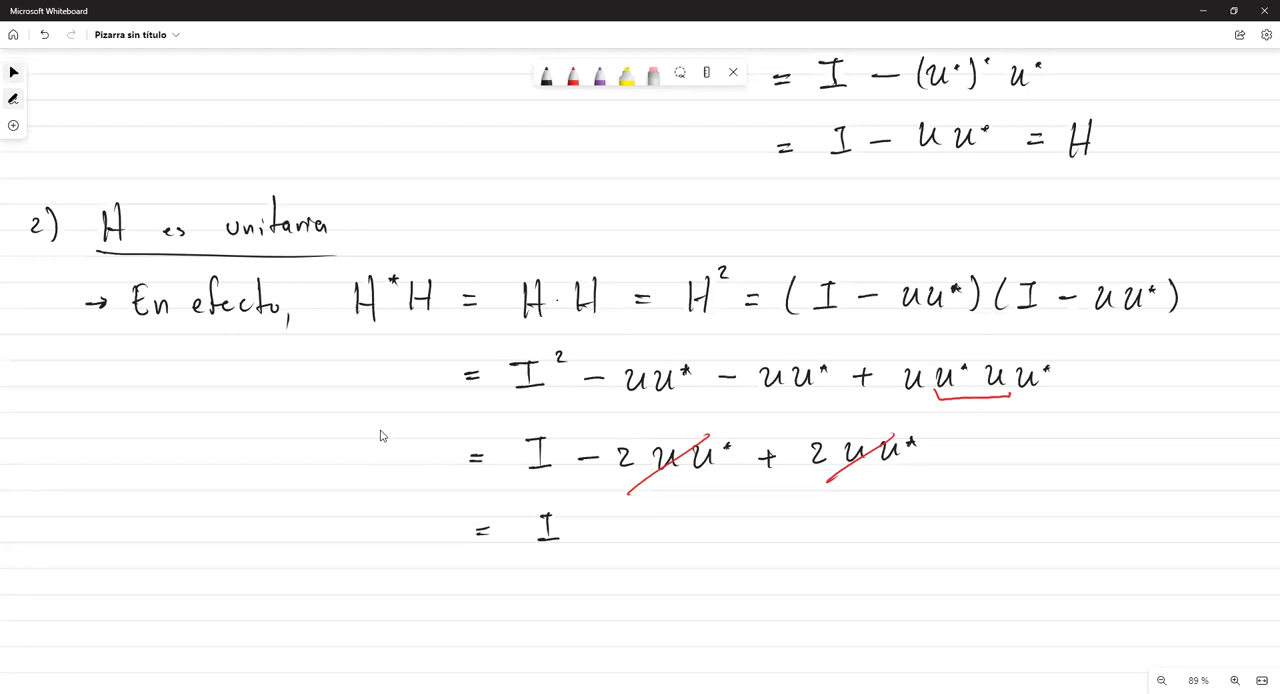 Microsoft Whiteboard
Pizarra sin título
= I - (u*)* u*
= I - u u* = H
2) H es unitaria
→ En efecto, H*H = H · H = H² = (I - uu*)(I - uu*)
= I² - uu* - uu* + u u* u u*
= I - 2 u u* + 2 u u*
= I
89 %